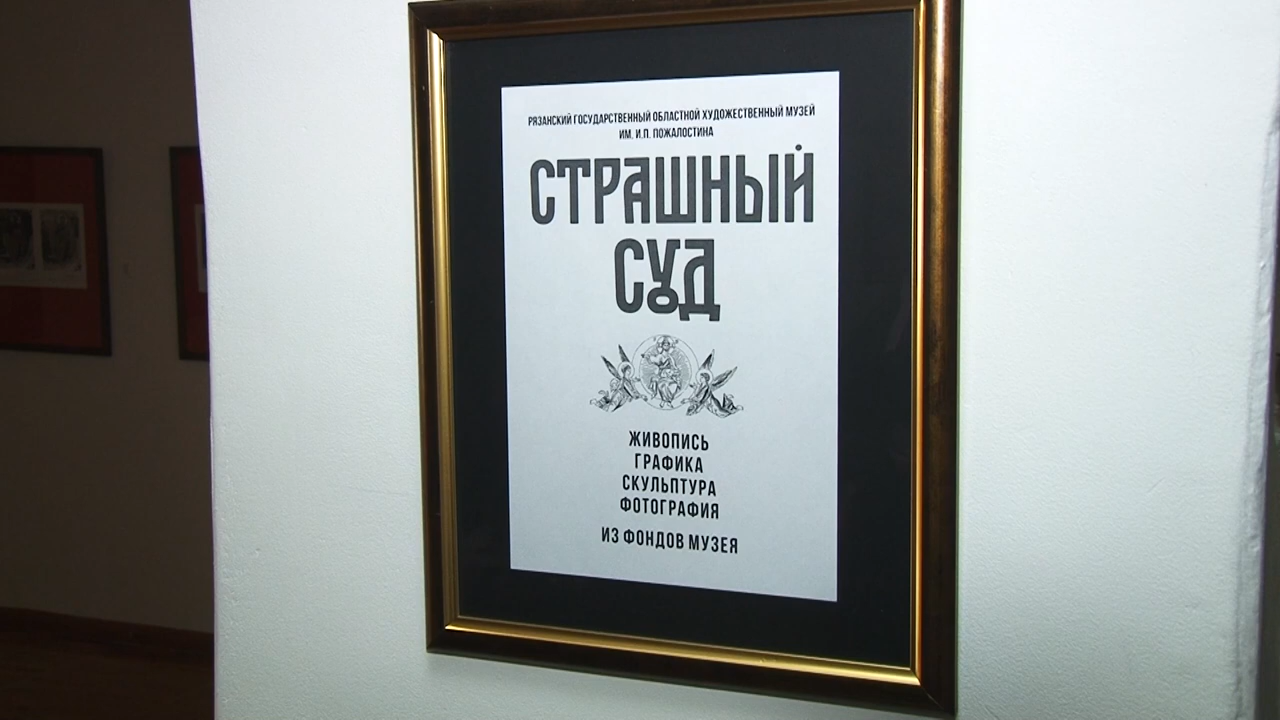 РЯЗАНСКИЙ ГОСУДАРСТВЕННЫЙ ОБЛАСТНОЙ ХУДОЖЕСТВЕННЫЙ МУЗЕЙ
ИМ. И.П. ПОЖАЛОСТИНА
СТРАШНЫЙ
СУД
ЖИВОПИСЬ
ГРАФИКА
СКУЛЬПТУРА
ФОТОГРАФИЯ
ИЗ ФОНДОВ МУЗЕЯ